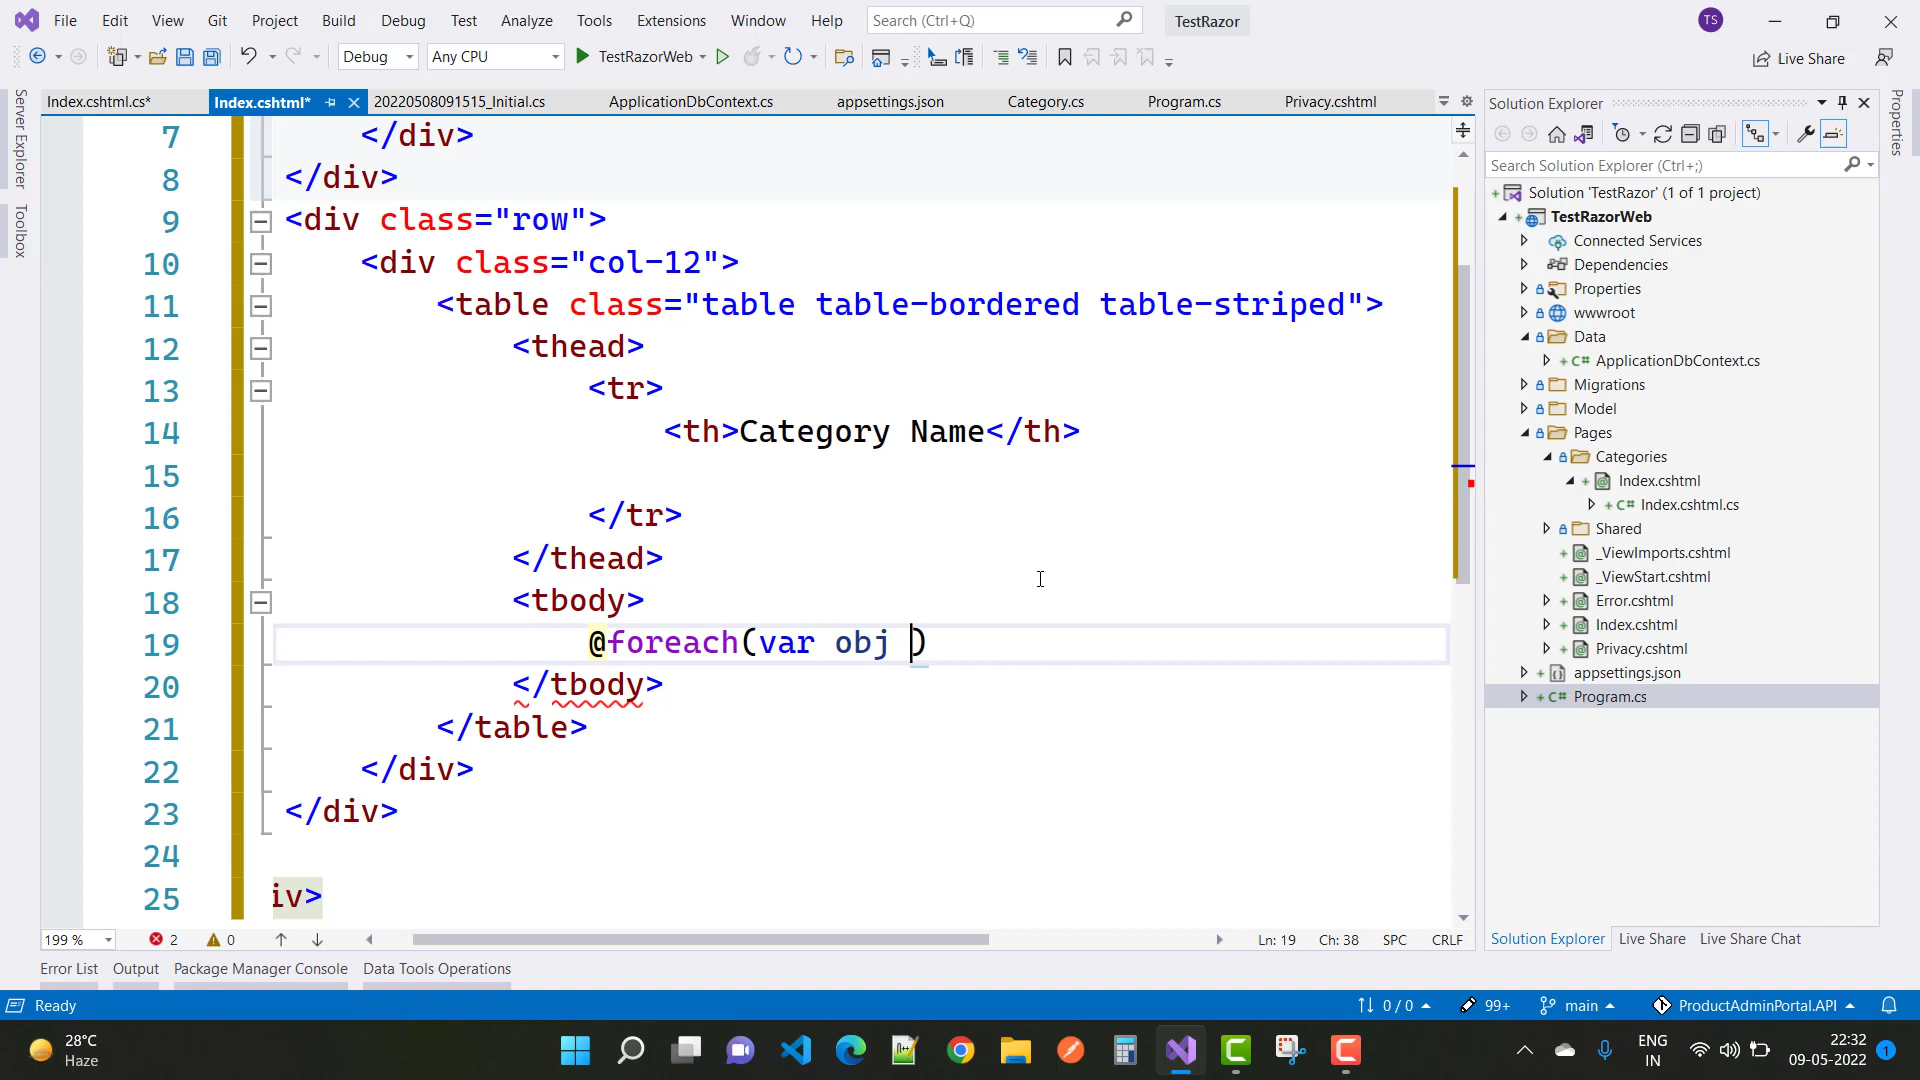 File Edit View Git Project Build Debug Test Analyze Tools Extensions Window Help Search (Ctrl+Q) TestRazor TS
Debug Any CPU TestRazorWeb Live Share
Server Explorer
Toolbox
Index.cshtml.cs* Index.cshtml* 20220508091515_Initial.cs ApplicationDbContext.cs appsettings.json Category.cs Program.cs Privacy.cshtml
7 </div>
8 </div>
9 <div class="row">
10 <div class="col-12">
11 <table class="table table-bordered table-striped">
12 <thead>
13 <tr>
14 <th>Category Name</th>
15
16 </tr>
17 </thead>
18 <tbody>
19 @foreach(var obj )
20 </tbody>
21 </table>
22 </div>
23 </div>
24
25 iv>
199 % 2 0 Ln: 19 Ch: 38 SPC CRLF
Error List Output Package Manager Console Data Tools Operations
Solution Explorer
Search Solution Explorer (Ctrl+;)
Solution 'TestRazor' (1 of 1 project)
TestRazorWeb
Connected Services
Dependencies
Properties
wwwroot
Data
C# ApplicationDbContext.cs
Migrations
Model
Pages
Categories
Index.cshtml
C# Index.cshtml.cs
Shared
_ViewImports.cshtml
_ViewStart.cshtml
Error.cshtml
Index.cshtml
Privacy.cshtml
appsettings.json
C# Program.cs
Solution Explorer Live Share Live Share Chat
Properties
Ready 0 / 0 99+ main ProductAdminPortal.API
28°C
Haze
ENG
IN
22:32
09-05-2022
1